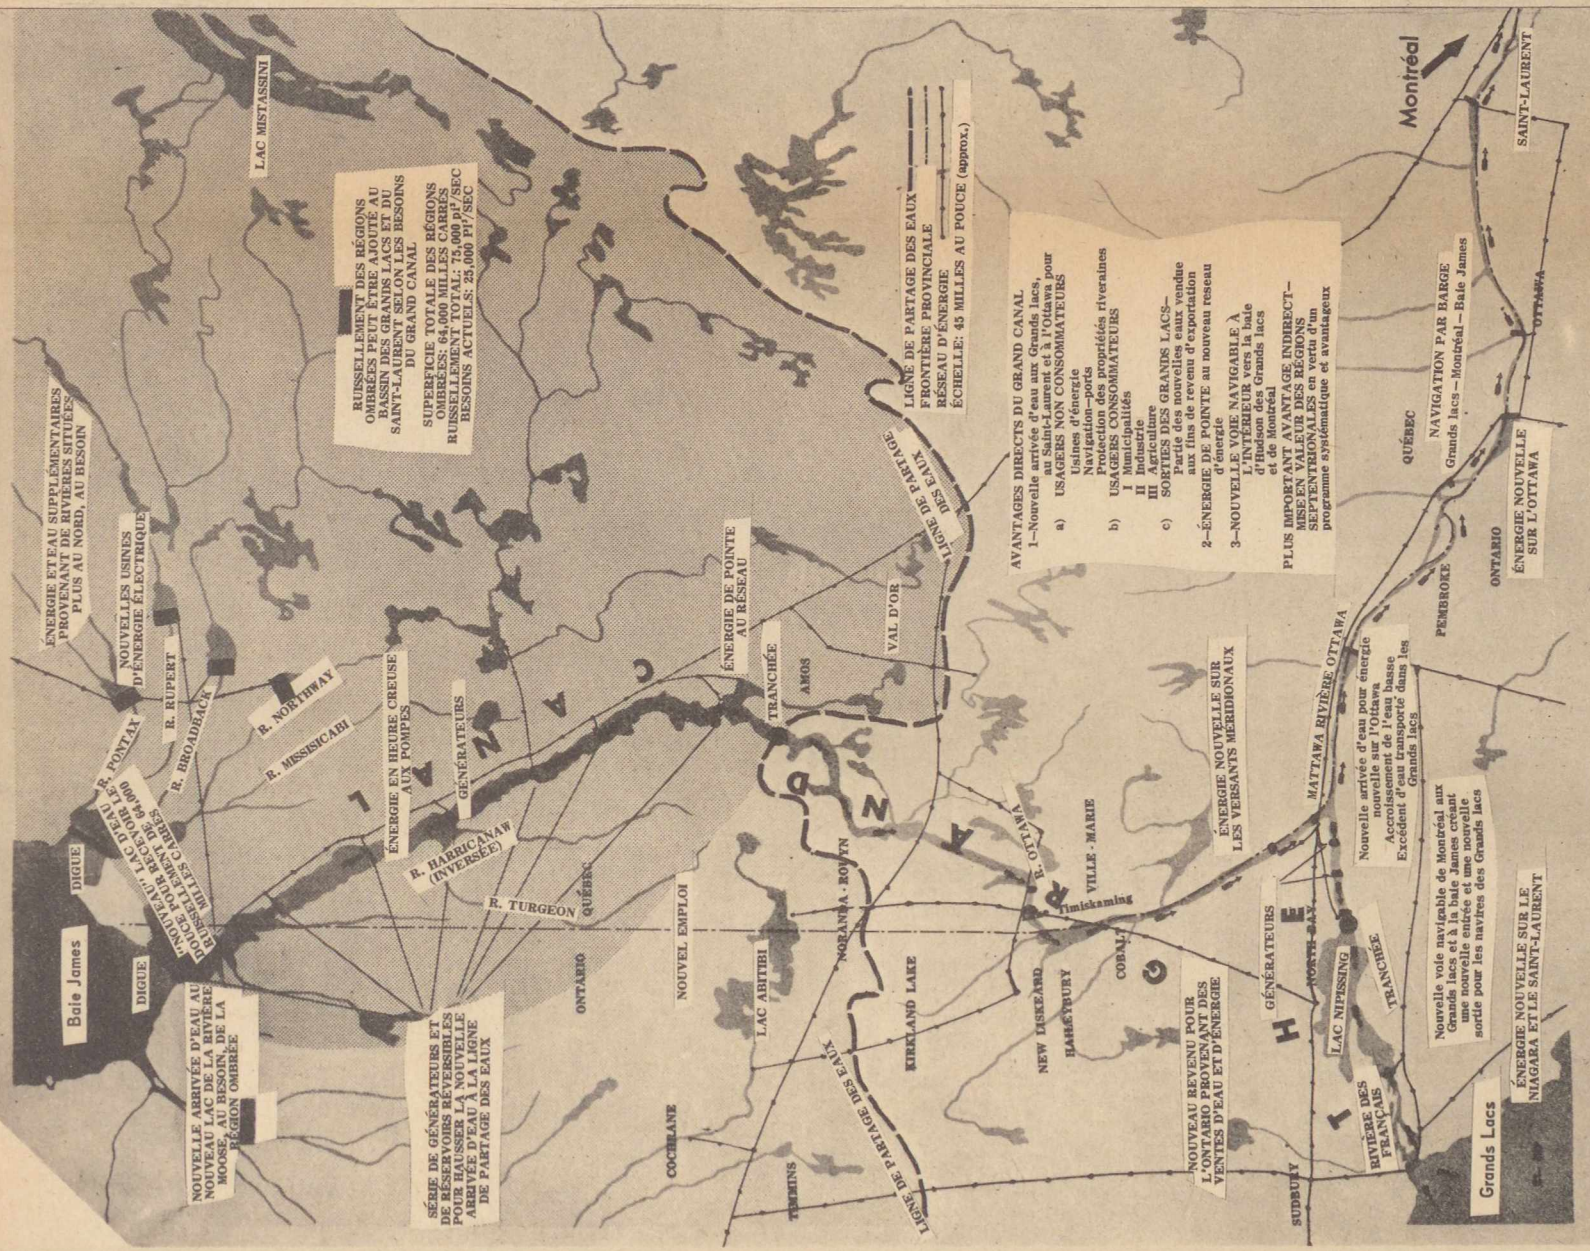 Baie James
DIGUE
DIGUE
"NOUVEAU" LAC D'EAU
DOUCE POUR RECEVOIR LE
RUISSELLEMENT DE 64,000
MILLES CARRÉS
NOUVELLE ARRIVÉE D'EAU AU
NOUVEAU LAC DE LA RIVIÈRE
MOOSE, AU BESOIN, DE LA
RÉGION OMBRÉE
ÉNERGIE ET EAU SUPPLÉMENTAIRES
PROVENANT DE RIVIÈRES SITUÉES
PLUS AU NORD, AU BESOIN
NOUVELLES USINES
D'ÉNERGIE ÉLECTRIQUE
R. PONTAX
R. RUPERT
R. BROADBACK
R. NORTHWAY
R. MISSISICABI
LAC MISTASSINI
RUISSELLEMENT DES RÉGIONS
OMBRÉES PEUT ÊTRE AJOUTÉ AU
BASSIN DES GRANDS LACS ET DU
SAINT-LAURENT SELON LES BESOINS
DU GRAND CANAL
SUPERFICIE TOTALE DES RÉGIONS
OMBRÉES: 64,000 MILLES CARRÉS
RUISSELLEMENT TOTAL: 75,000 pi³/SEC
BESOINS ACTUELS: 25,000 PI³/SEC
ÉNERGIE EN HEURE CREUSE
AUX POMPES
GÉNÉRATEURS
R. HARRICANAW
(INVERSÉE)
R. TURGEON
QUÉBEC
ONTARIO
SÉRIE DE GÉNÉRATEURS ET
DE RÉSERVOIRS RÉVERSIBLES
POUR HAUSSER LA NOUVELLE
ARRIVÉE D'EAU À LA LIGNE
DE PARTAGE DES EAUX
NOUVEL EMPLOI
LAC ABITIBI
COCHRANE
TIMMINS
ÉNERGIE DE POINTE
AU RÉSEAU
TRANCHÉE
AMOS
VAL D'OR
LIGNE DE PARTAGE
DES EAUX
NORANDA - ROUYN
LIGNE DE PARTAGE DES EAUX
LIGNE DE PARTAGE DES EAUX
FRONTIÈRE PROVINCIALE
RÉSEAU D'ÉNERGIE
ÉCHELLE: 45 MILLES AU POUCE (approx.)
AVANTAGES DIRECTS DU GRAND CANAL
1—Nouvelle arrivée d'eau aux Grands lacs,
au Saint-Laurent et à l'Ottawa pour
a) USAGERS NON CONSOMMATEURS
Usines d'énergie
Navigation—ports
Protection des propriétés riveraines
b) USAGERS CONSOMMATEURS
I Municipalités
II Industrie
III Agriculture
c) SORTIES DES GRANDS LACS—
Partie des nouvelles eaux vendue
aux fins de revenu d'exportation
2—ÉNERGIE DE POINTE au nouveau reseau
d'énergie
3—NOUVELLE VOIE NAVIGABLE À
L'INTÉRIEUR vers la baie
d'Hudson des Grands lacs
et de Montréal
PLUS IMPORTANT AVANTAGE INDIRECT—
MISE EN VALEUR DES RÉGIONS
SEPTENTRIONALES en vertu d'un
programme systématique et avantageux
KIRKLAND LAKE
NEW LISKEARD
HAILEYBURY
COBALT
R. OTTAWA
Timiskaming
VILLE - MARIE
ÉNERGIE NOUVELLE SUR
LES VERSANTS MERIDIONAUX
NOUVEAU REVENU POUR
L'ONTARIO PROVENANT DES
VENTES D'EAU ET D'ÉNERGIE
THE GRAND CANAL
GÉNÉRATEURS
NORTH BAY
SUDBURY
LAC NIPISSING
TRANCHÉE
RIVIÈRE DES
FRANÇAIS
MATTAWA RIVIÈRE OTTAWA
Nouvelle arrivée d'eau pour énergie
nouvelle sur l'Ottawa
Accroissement de l'eau basse
Excédent d'eau transporté dans les
Grands lacs
Nouvelle voie navigable de Montréal aux
Grands lacs et à la baie James créant
une nouvelle entrée et une nouvelle
sortie pour les navires des Grands lacs
Grands Lacs
ÉNERGIE NOUVELLE SUR LE
NIAGARA ET LE SAINT-LAURENT
PEMBROKE
ONTARIO
QUÉBEC
ÉNERGIE NOUVELLE
SUR L'OTTAWA
NAVIGATION PAR BARGE
Grands lacs—Montréal—Baie James
OTTAWA
Montréal
SAINT-LAURENT